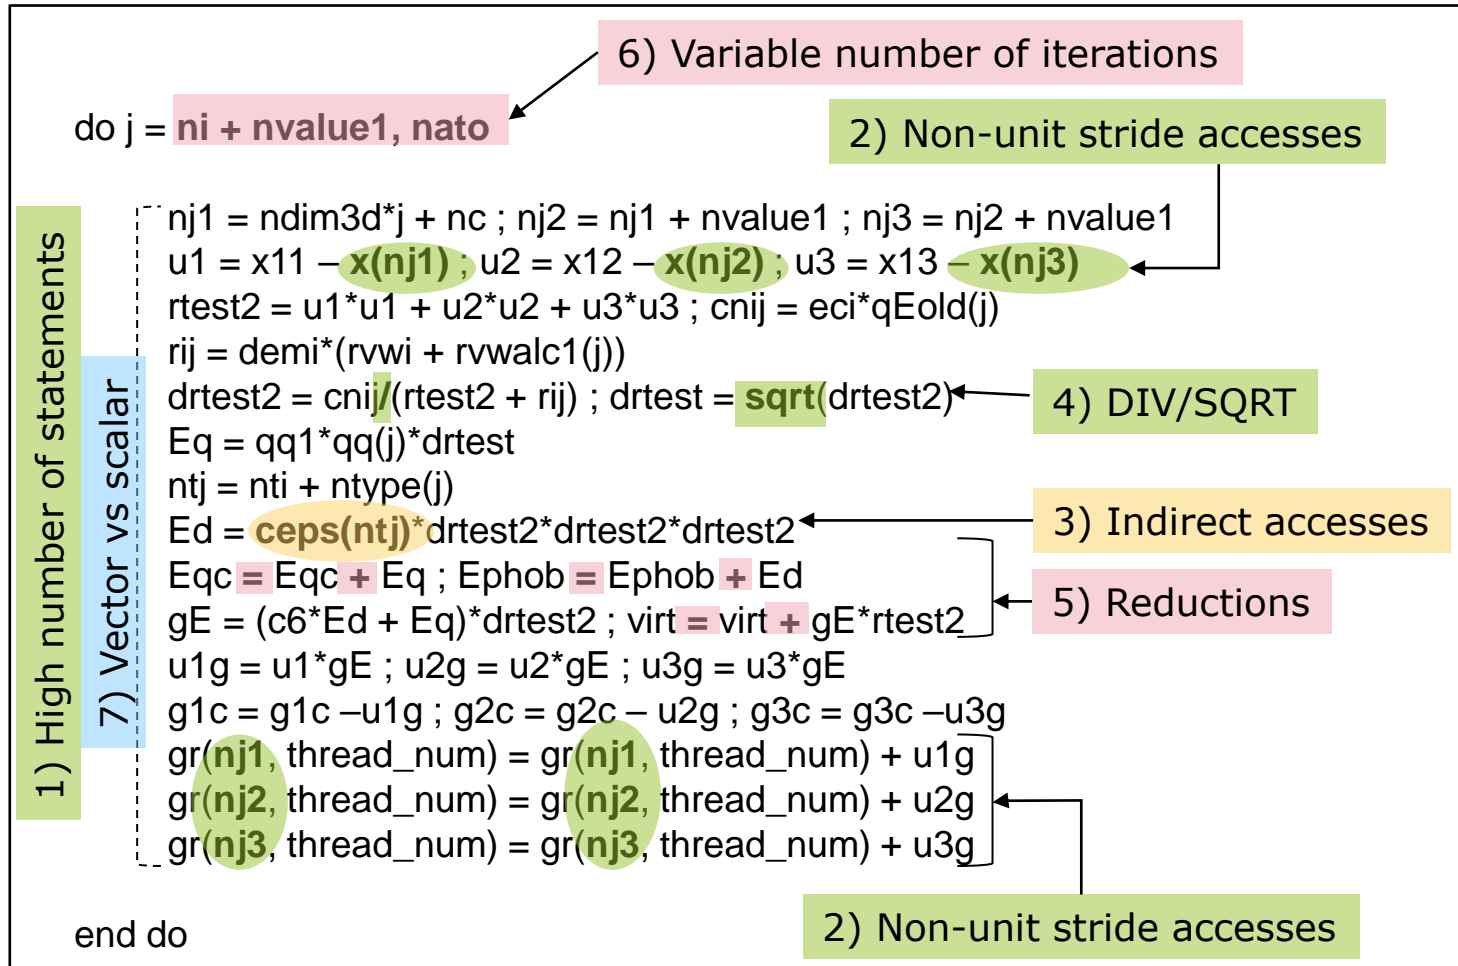 6) Variable number of iterations
do j = ni + nvalue1, nato
2) Non-unit stride accesses
1) High number of statements
7) Vector vs scalar
nj1 = ndim3d*j + nc ; nj2 = nj1 + nvalue1 ; nj3 = nj2 + nvalue1
u1 = x11 – x(nj1) ; u2 = x12 – x(nj2) ; u3 = x13 – x(nj3)
rtest2 = u1*u1 + u2*u2 + u3*u3 ; cnij = eci*qEold(j)
rij = demi*(rvwi + rvwalc1(j))
drtest2 = cnij/(rtest2 + rij) ; drtest = sqrt(drtest2)
4) DIV/SQRT
Eq = qq1*qq(j)*drtest
ntj = nti + ntype(j)
Ed = ceps(ntj)*drtest2*drtest2*drtest2
3) Indirect accesses
Eqc = Eqc + Eq ; Ephob = Ephob + Ed
5) Reductions
gE = (c6*Ed + Eq)*drtest2 ; virt = virt + gE*rtest2
u1g = u1*gE ; u2g = u2*gE ; u3g = u3*gE
g1c = g1c –u1g ; g2c = g2c – u2g ; g3c = g3c –u3g
gr(nj1, thread_num) = gr(nj1, thread_num) + u1g
gr(nj2, thread_num) = gr(nj2, thread_num) + u2g
gr(nj3, thread_num) = gr(nj3, thread_num) + u3g
2) Non-unit stride accesses
end do